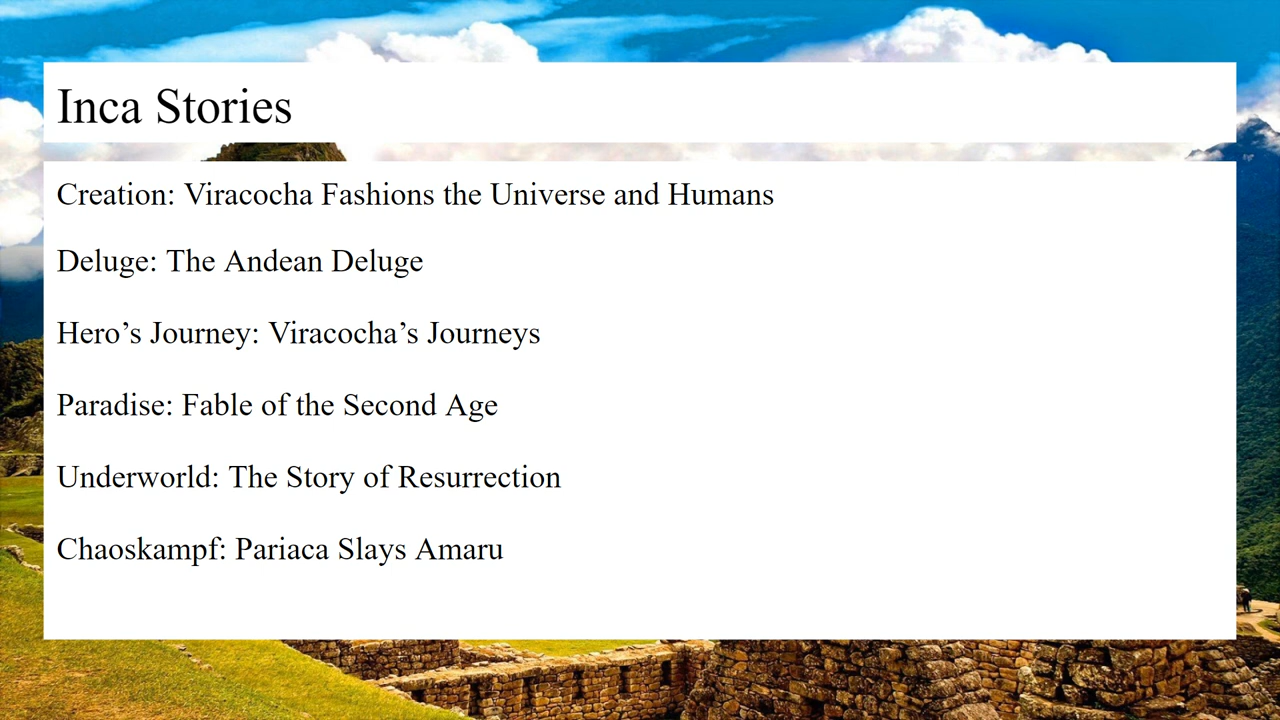 Inca Stories
Creation: Viracocha Fashions the Universe and Humans
Deluge: The Andean Deluge
Hero’s Journey: Viracocha’s Journeys
Paradise: Fable of the Second Age
Underworld: The Story of Resurrection
Chaoskampf: Pariaca Slays Amaru